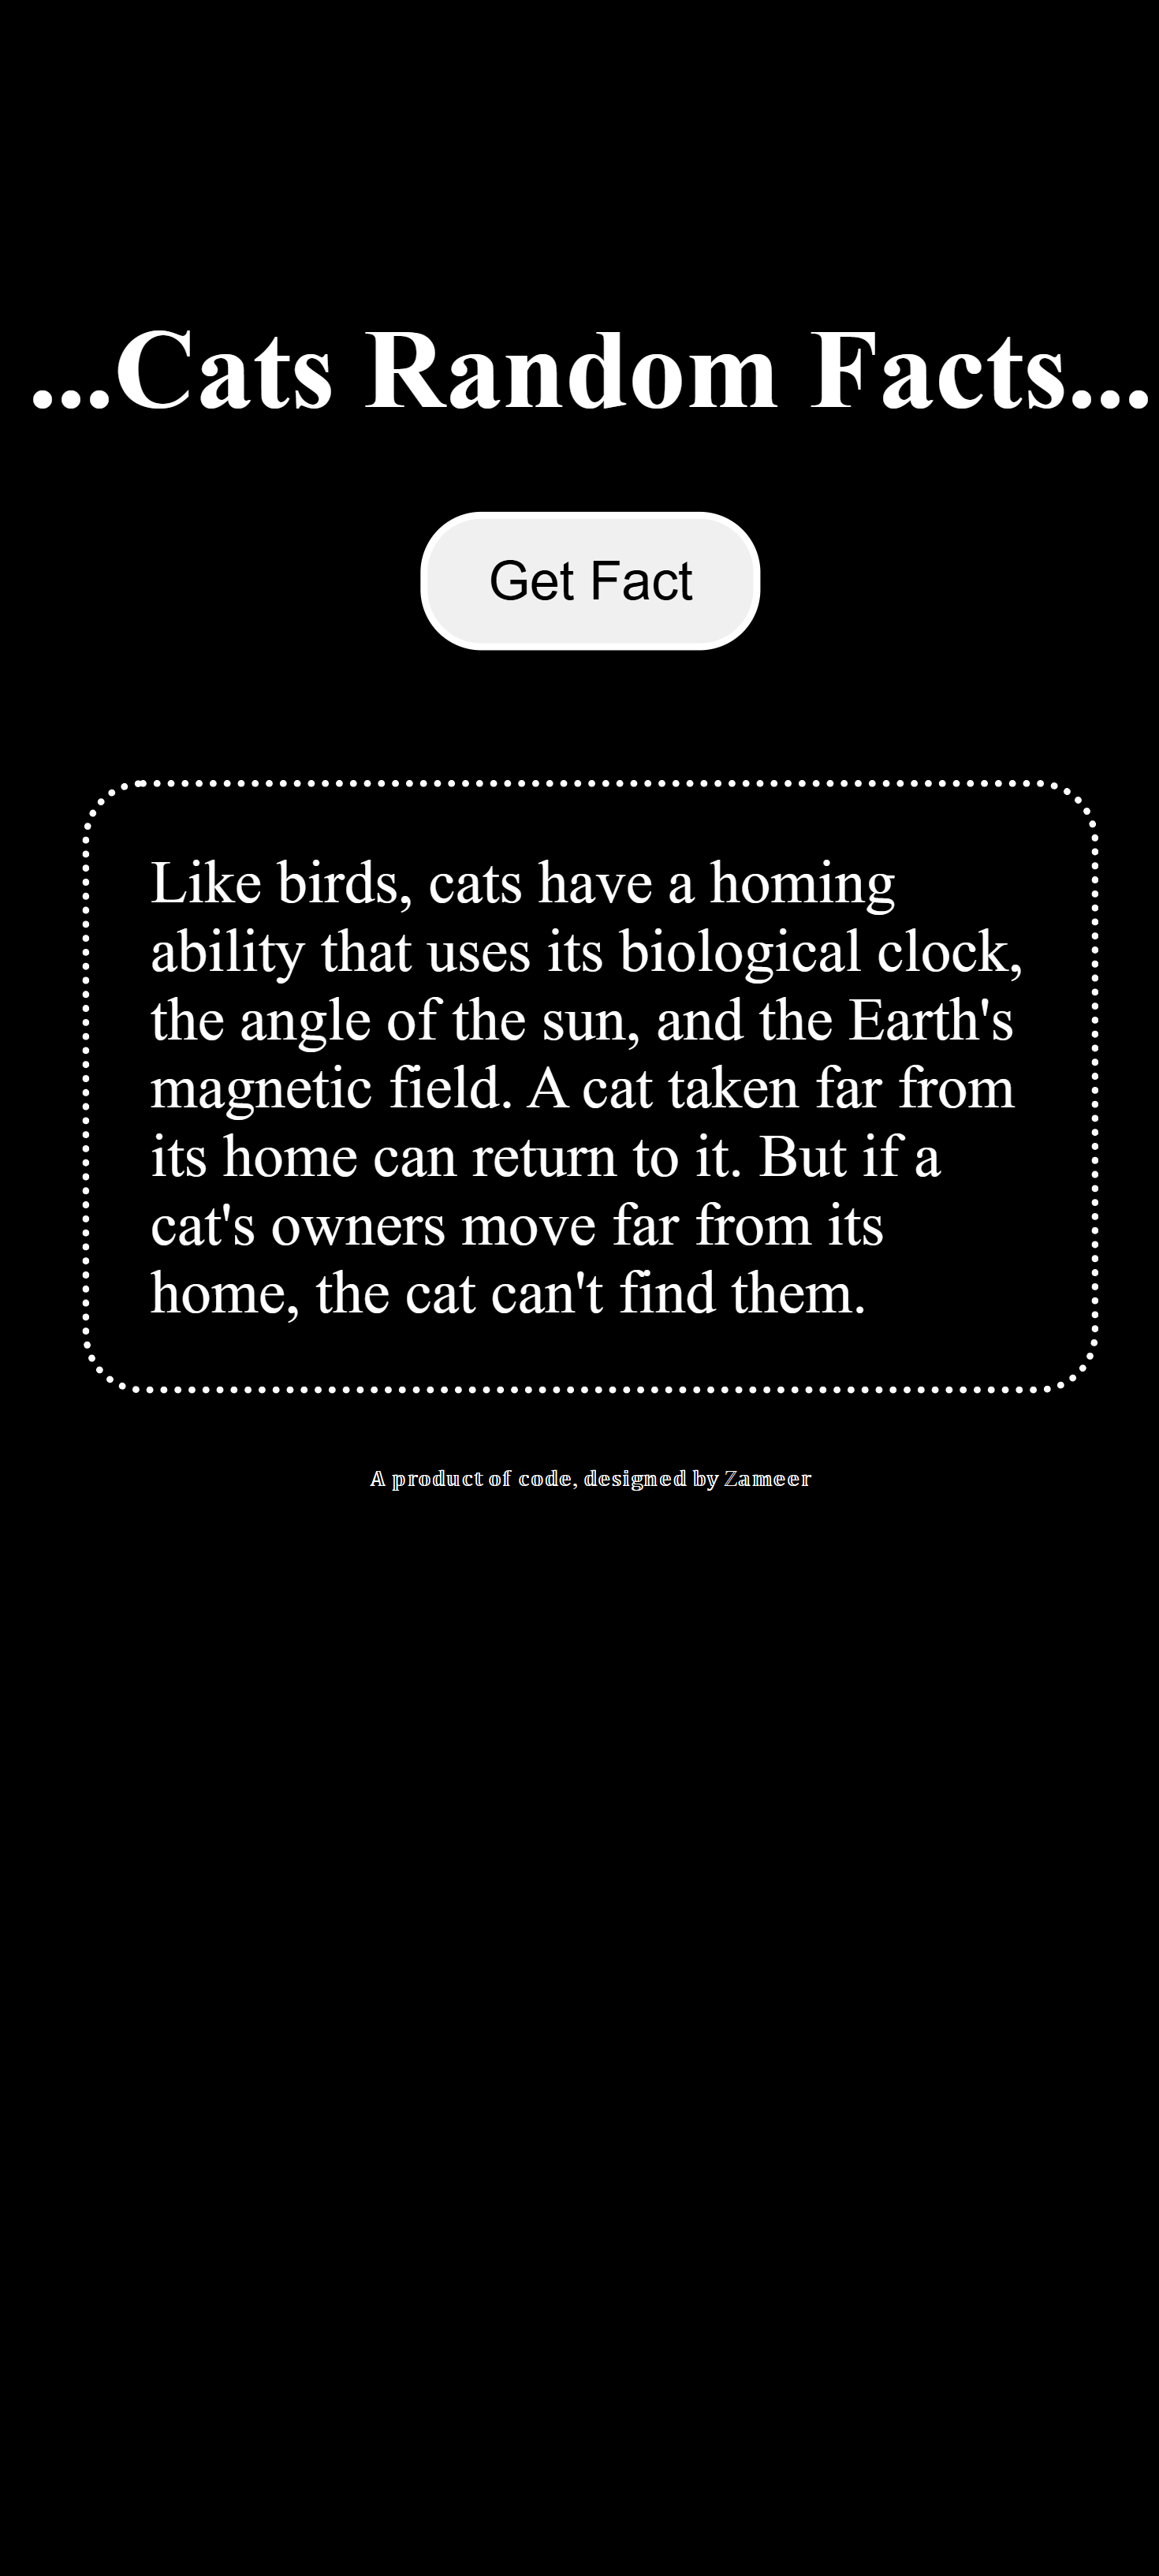 ...Cats Random Facts...
Get Fact
Like birds, cats have a homing
ability that uses its biological clock,
the angle of the sun, and the Earth's
magnetic field. A cat taken far from
its home can return to it. But if a
cat's owners move far from its
home, the cat can't find them.
A product of code, designed by Zameer